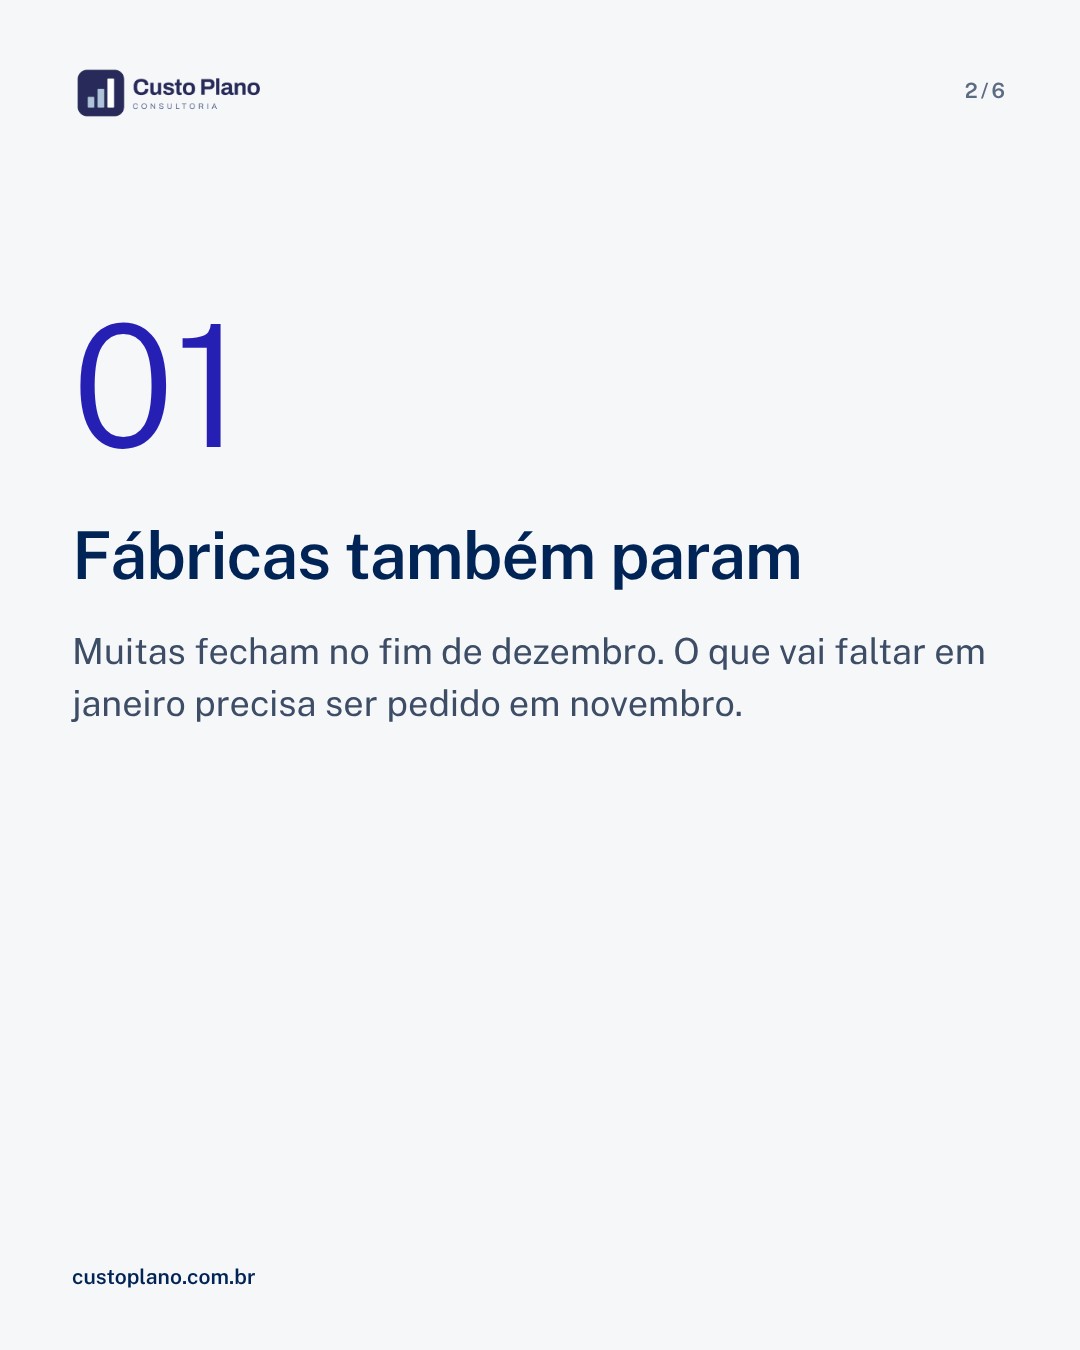 Custo Plano
CONSULTORIA
2/6
01
Fábricas também param
Muitas fecham no fim de dezembro. O que vai faltar em
janeiro precisa ser pedido em novembro.
custoplano.com.br